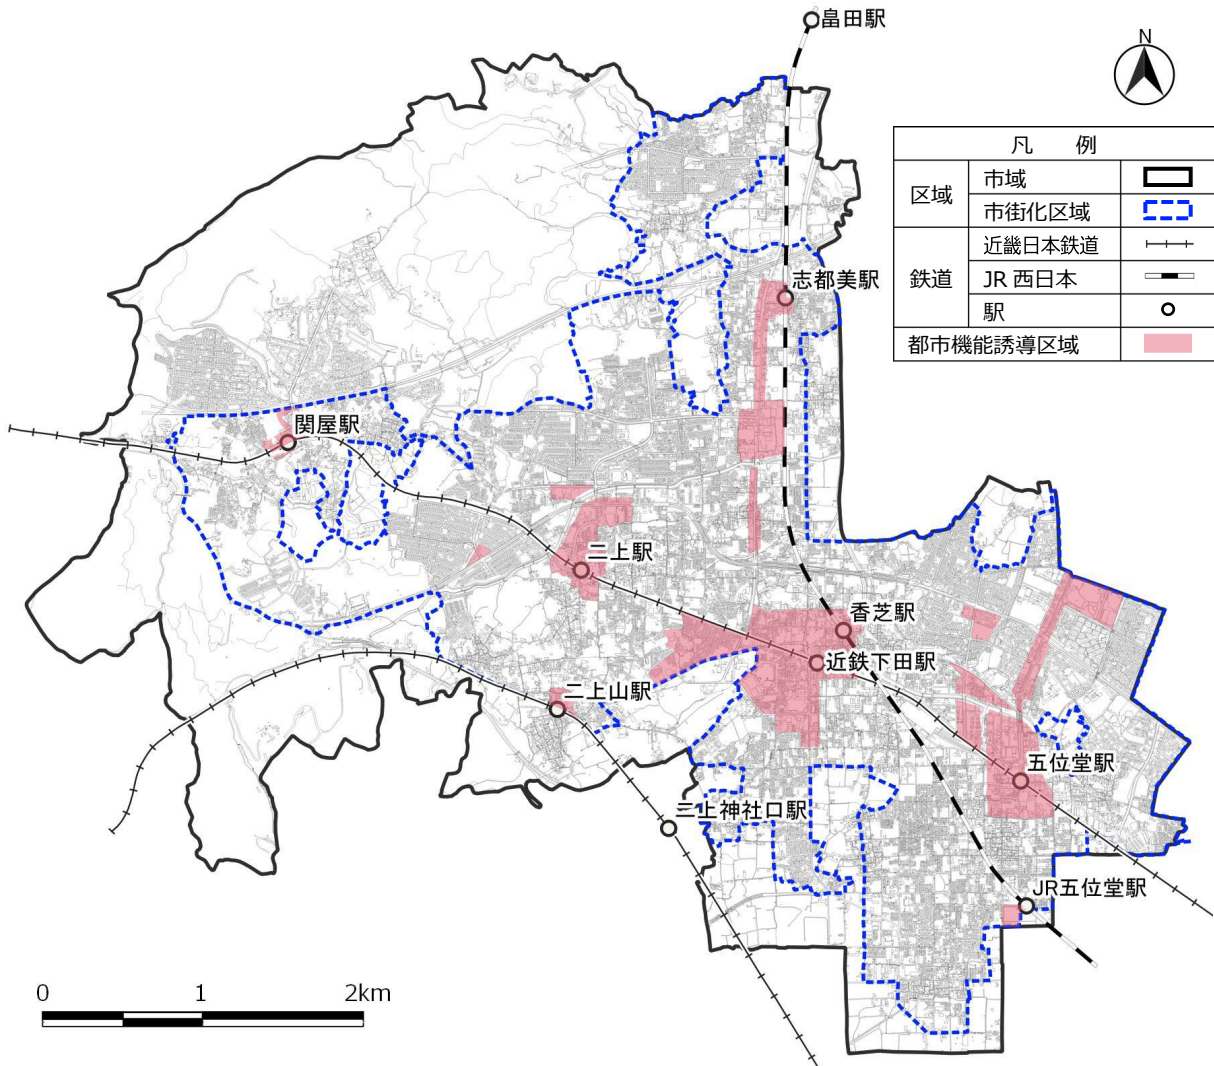 畠田駅
N
凡 例
区域
市域
市街化区域
鉄道
近畿日本鉄道
JR 西日本
駅
都市機能誘導区域
志都美駅
関屋駅
二上駅
香芝駅
近鉄下田駅
二上山駅
五位堂駅
二上神社口駅
JR五位堂駅
0 1 2km